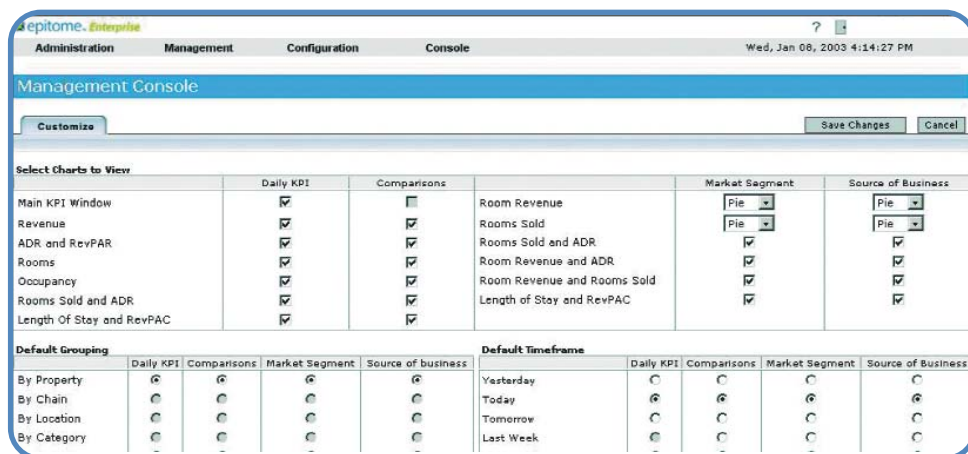 epitome. Enterprise
?
Administration Management Configuration Console Wed, Jan 08, 2003 4:14:27 PM
Management Console
Customize Save Changes Cancel
Select Charts to View
Daily KPI Comparisons Market Segment Source of Business
Main KPI Window Room Revenue Pie Pie
Revenue Rooms Sold Pie Pie
ADR and RevPAR Rooms Sold and ADR
Rooms Room Revenue and ADR
Occupancy Room Revenue and Rooms Sold
Rooms Sold and ADR Length of Stay and RevPAC
Length Of Stay and RevPAC
Default Grouping Default Timeframe
Daily KPI Comparisons Market Segment Source of business Daily KPI Comparisons Market Segment Source of Business
By Property Yesterday
By Chain Today
By Location Tomorrow
By Category Last Week